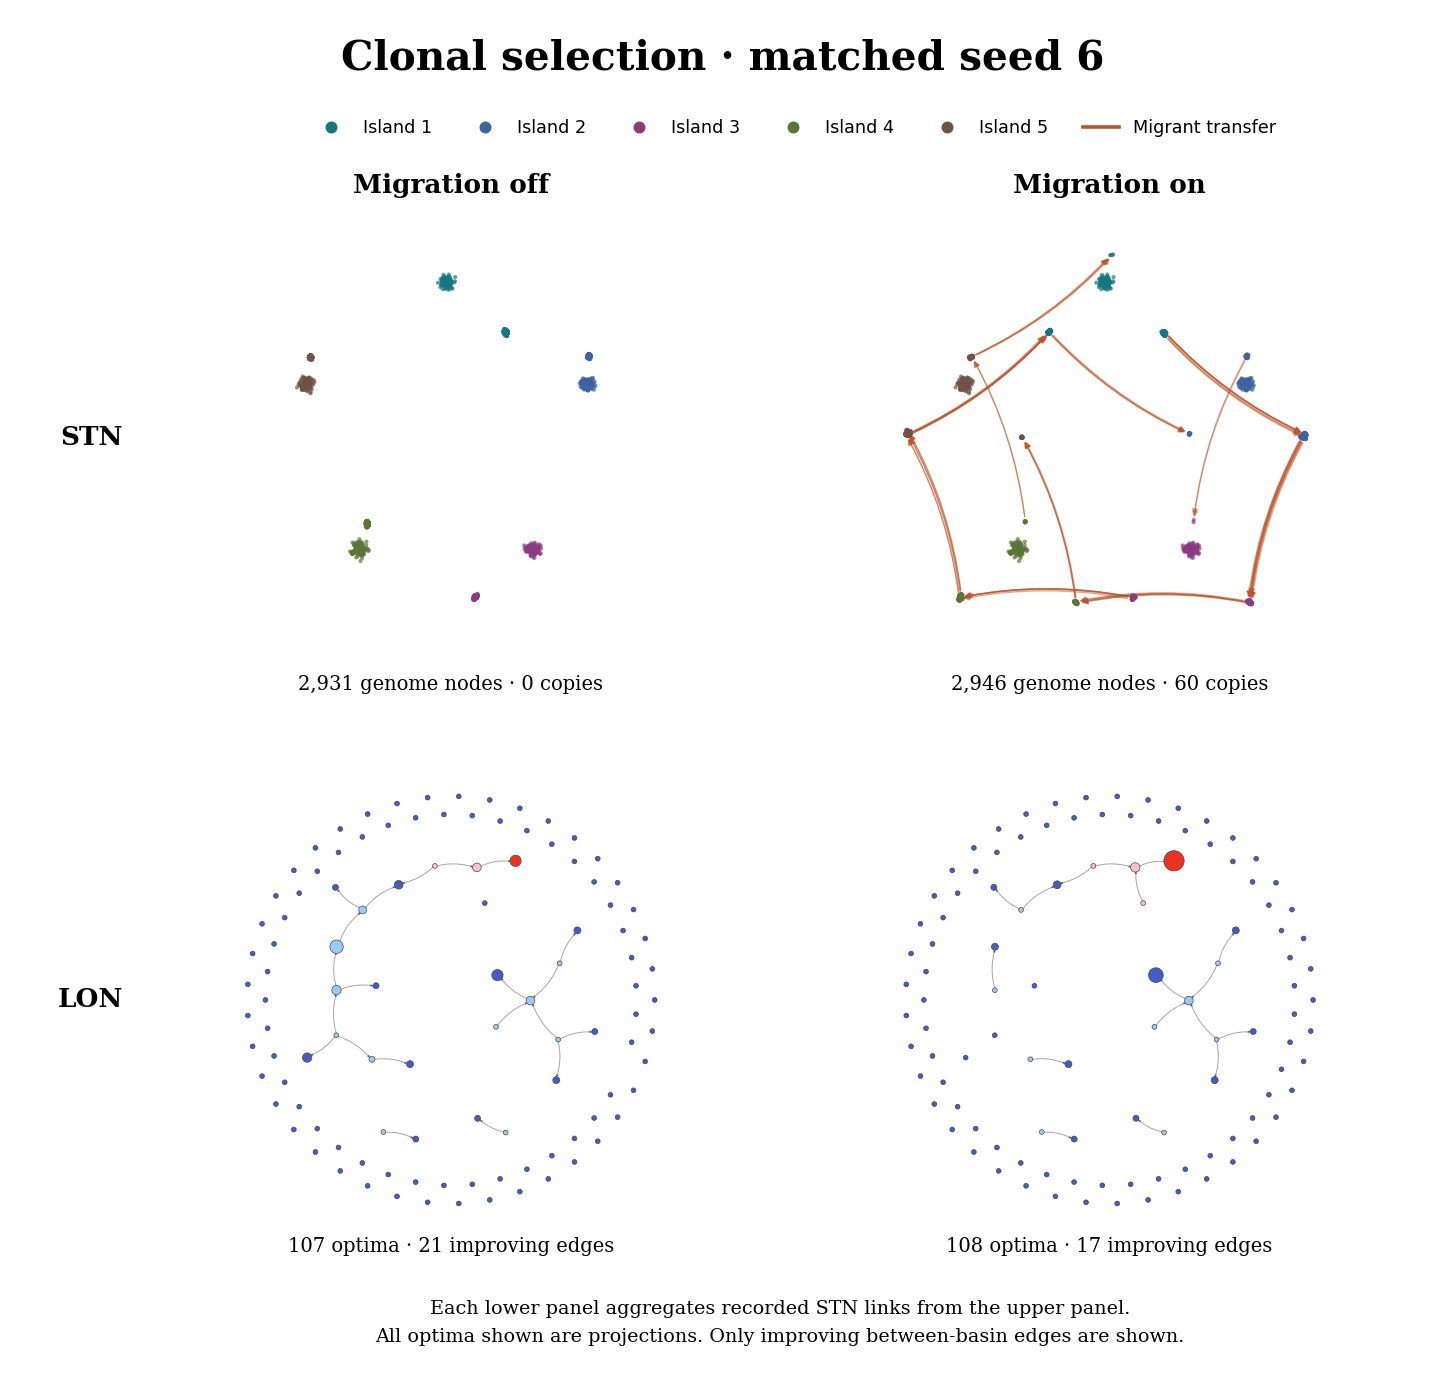 Clonal selection · matched seed 6
Island 1 Island 2 Island 3 Island 4 Island 5 Migrant transfer
Migration off Migration on
STN
2,931 genome nodes · 0 copies 2,946 genome nodes · 60 copies
LON
107 optima · 21 improving edges 108 optima · 17 improving edges
Each lower panel aggregates recorded STN links from the upper panel.
All optima shown are projections. Only improving between-basin edges are shown.